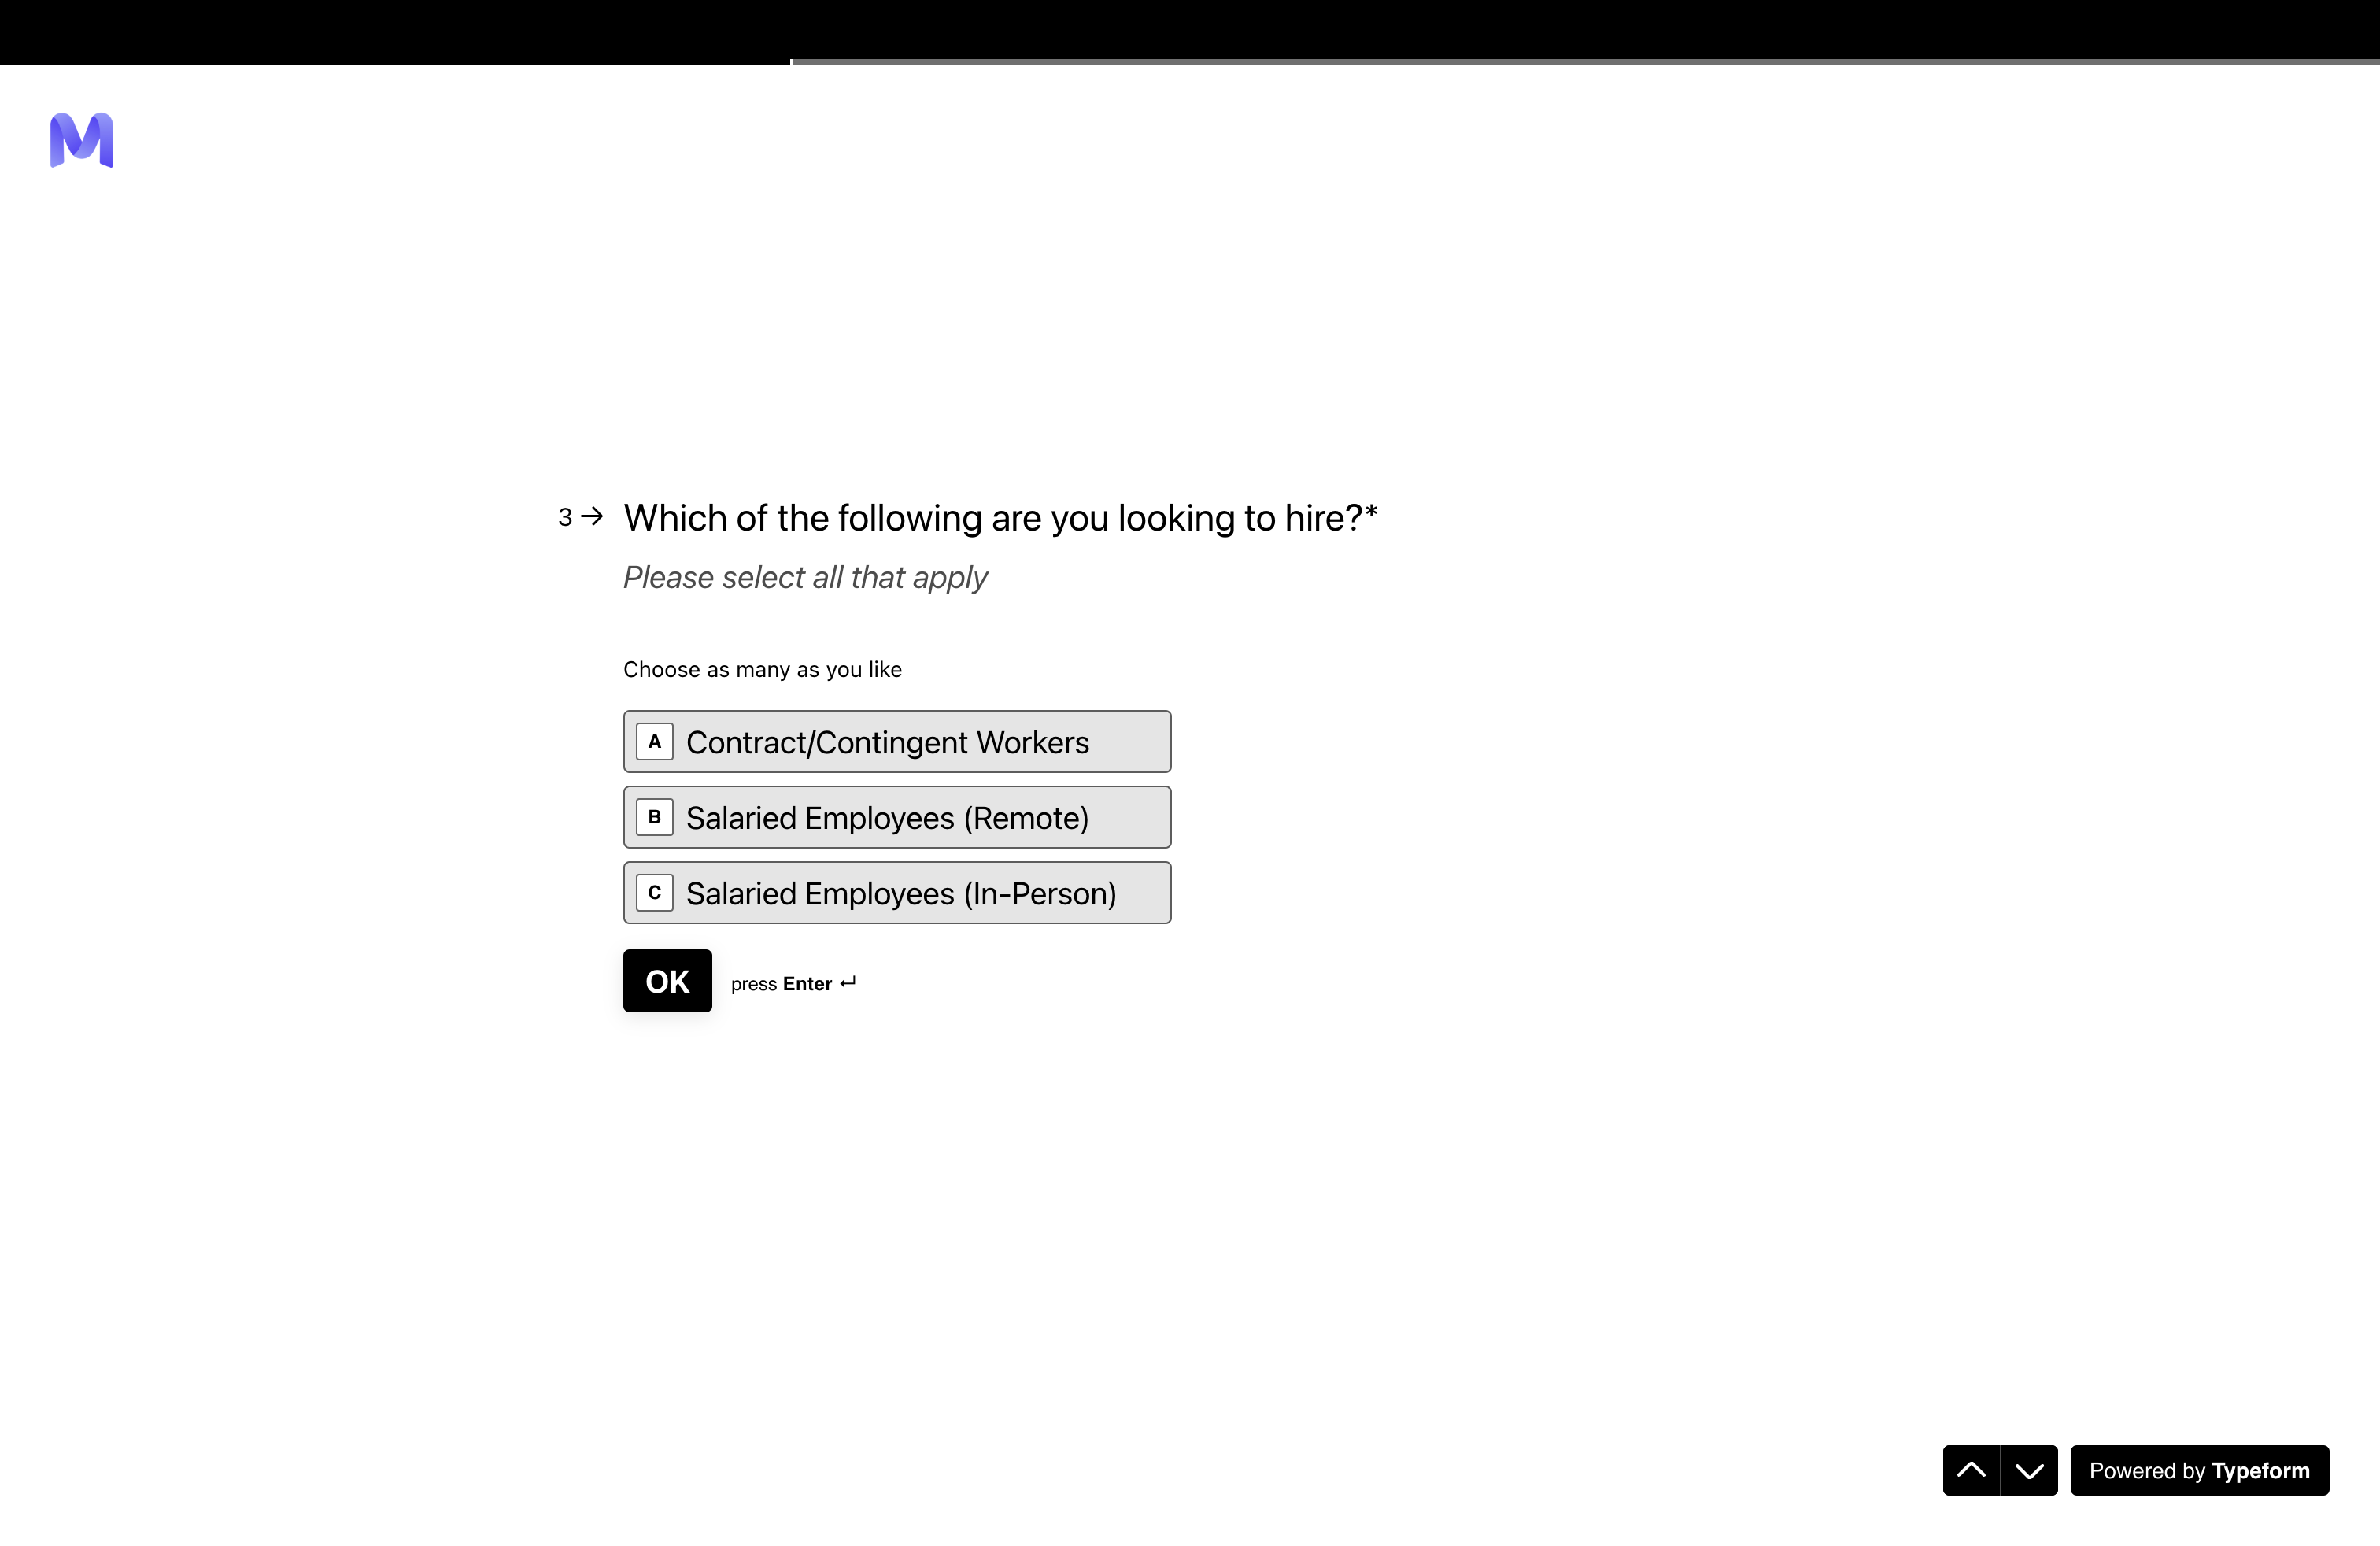 3 → Which of the following are you looking to hire?*
Please select all that apply
Choose as many as you like
A Contract/Contingent Workers
B Salaried Employees (Remote)
C Salaried Employees (In-Person)
OK press Enter ↵
Powered by Typeform